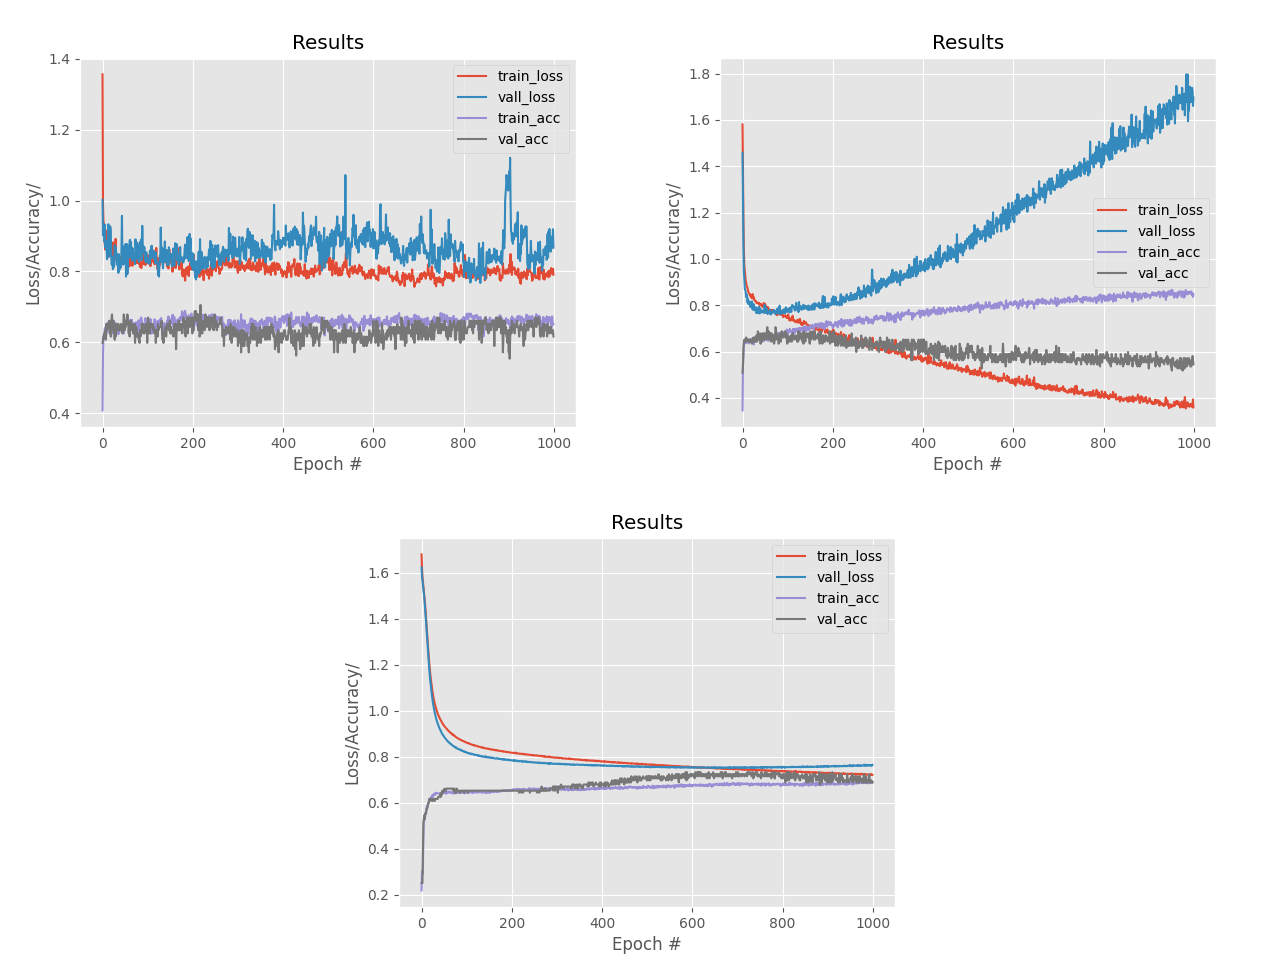 Results
1.4
1.2
1.0
0.8
0.6
0.4
Loss/Accuracy/
train_loss
vall_loss
train_acc
val_acc
0 200 400 600 800 1000
Epoch #
Results
1.8
1.6
1.4
1.2
1.0
0.8
0.6
0.4
Loss/Accuracy/
train_loss
vall_loss
train_acc
val_acc
0 200 400 600 800 1000
Epoch #
Results
1.6
1.4
1.2
1.0
0.8
0.6
0.4
0.2
Loss/Accuracy/
train_loss
vall_loss
train_acc
val_acc
0 200 400 600 800 1000
Epoch #